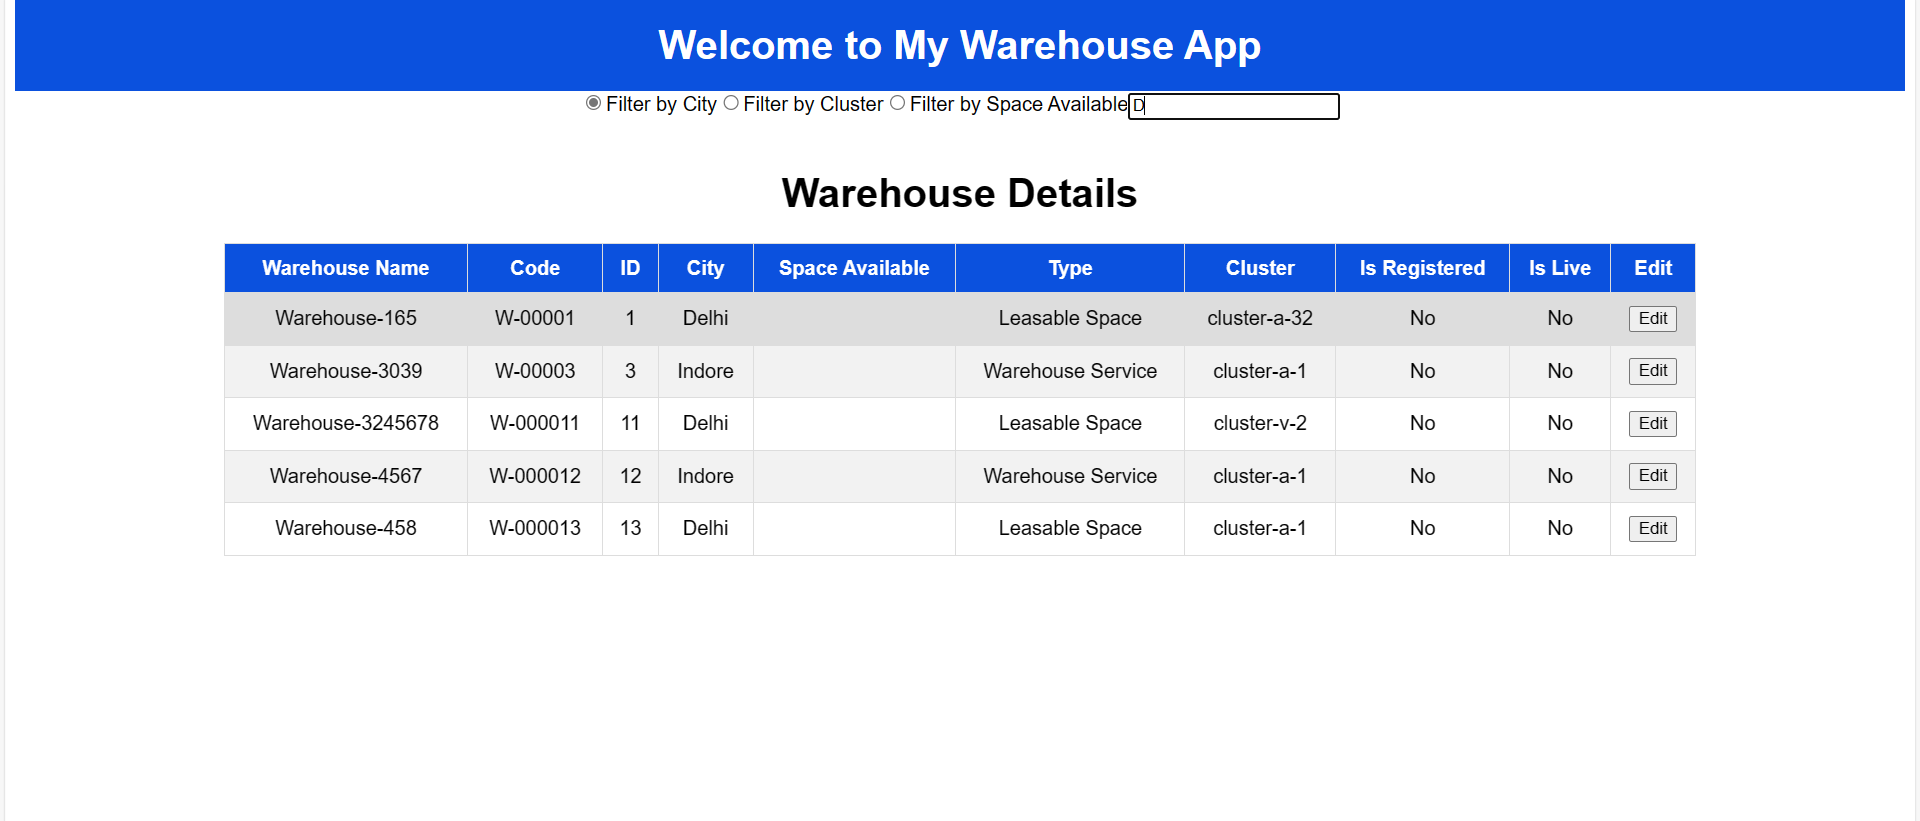 Welcome to My Warehouse App
Filter by City Filter by Cluster Filter by Space Available D
Warehouse Details
Warehouse Name Code ID City Space Available Type Cluster Is Registered Is Live Edit
Warehouse-165 W-00001 1 Delhi Leasable Space cluster-a-32 No No Edit
Warehouse-3039 W-00003 3 Indore Warehouse Service cluster-a-1 No No Edit
Warehouse-3245678 W-000011 11 Delhi Leasable Space cluster-v-2 No No Edit
Warehouse-4567 W-000012 12 Indore Warehouse Service cluster-a-1 No No Edit
Warehouse-458 W-000013 13 Delhi Leasable Space cluster-a-1 No No Edit